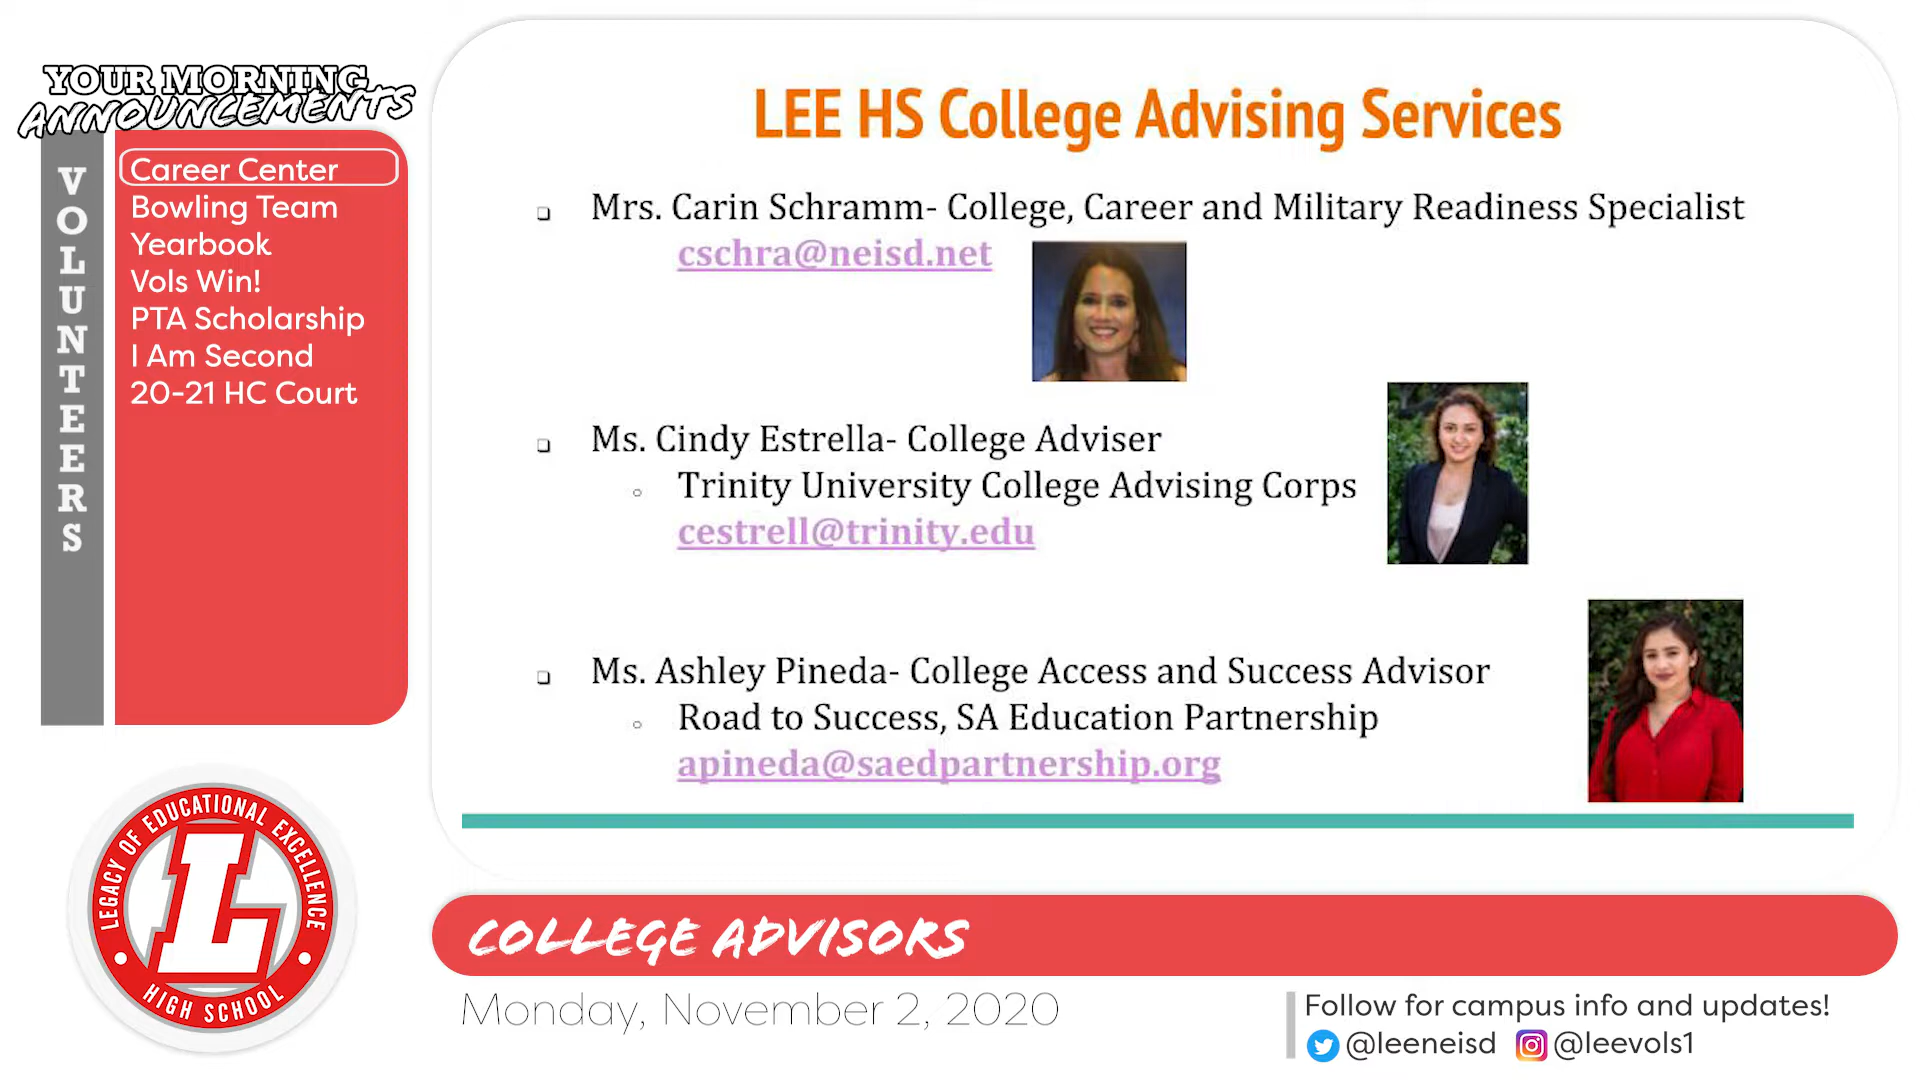 YOUR MORNING
ANNOUNCEMENTS
VOLUNTEERS
Career Center
Bowling Team
Yearbook
Vols Win!
PTA Scholarship
I Am Second
20-21 HC Court
LEGACY OF EDUCATIONAL EXCELLENCE
L
HIGH SCHOOL
LEE HS College Advising Services
Mrs. Carin Schramm- College, Career and Military Readiness Specialist
cschra@neisd.net
Ms. Cindy Estrella- College Adviser
Trinity University College Advising Corps
cestrell@trinity.edu
Ms. Ashley Pineda- College Access and Success Advisor
Road to Success, SA Education Partnership
apineda@saedpartnership.org
COLLEGE ADVISORS
Monday, November 2, 2020
Follow for campus info and updates!
@leeneisd @leevols1